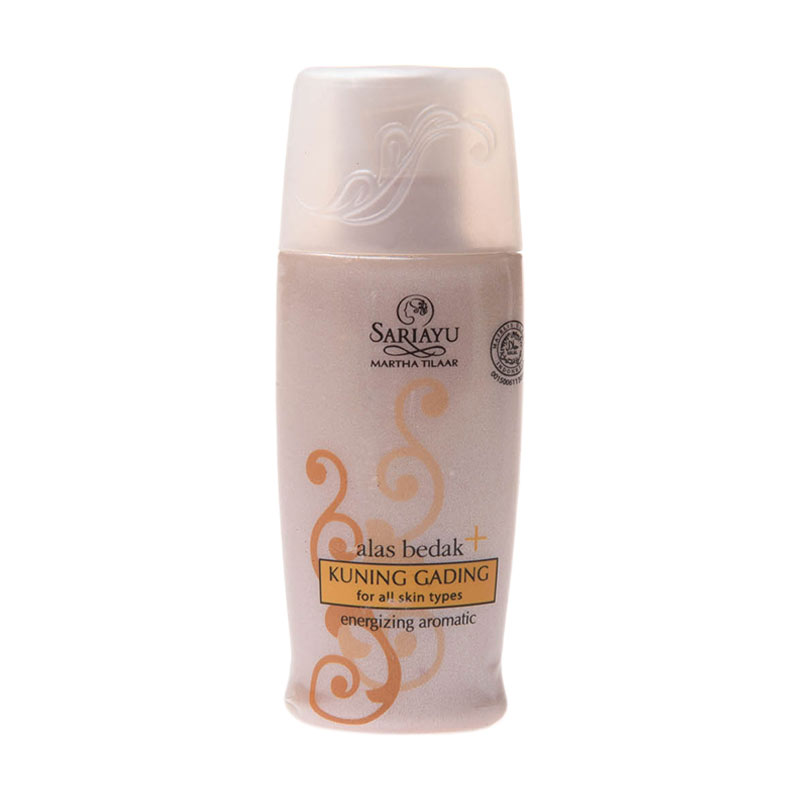 SARIAYU
MARTHA TILAAR
alas bedak+
KUNING GADING
for all skin types
energizing aromatic